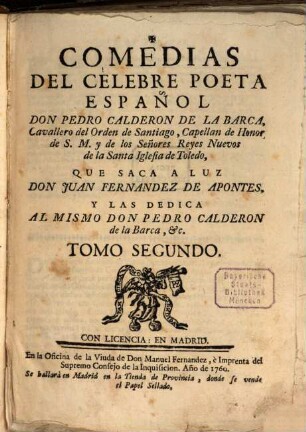 COMEDIAS
DEL CELEBRE POETA
ESPAÑOL
DON PEDRO CALDERON DE LA BARCA,
Cavallero del Orden de Santiago, Capellan de Honor
de S. M. y de los Señores Reyes Nuevos
de la Santa Iglesia de Toledo,
QUE SACA A LUZ
DON JUAN FERNANDEZ DE APONTES,
Y LAS DEDICA
AL MISMO DON PEDRO CALDERON
de la Barca, &c.
TOMO SEGUNDO.
Bayerische
Staats-
Bibliothek
München
CON LICENCIA: EN MADRID.
En la Oficina de la Viuda de Don Manuel Fernandez, è Imprenta del
Supremo Consejo de la Inquisicion. Año de 1760.
Se hallarà en Madrid en la Tienda de Provincia, donde se vende
el Papel Sellado.